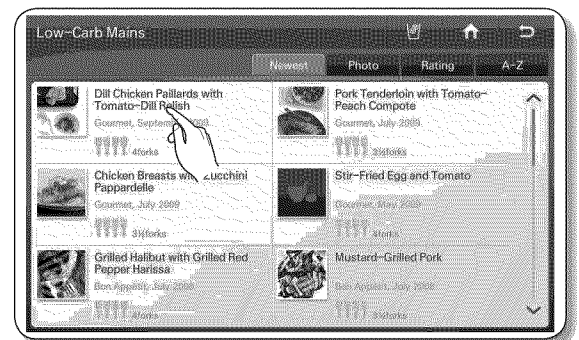 Low-Carb Mains
Newest Photo Rating A-Z
Dill Chicken Paillards with
Tomato-Dill Relish
Gourmet, September 2009
4forks
Pork Tenderloin with Tomato-
Peach Compote
Gourmet, July 2009
3½forks
Chicken Breasts with Zucchini
Pappardelle
Gourmet, July 2009
3½forks
Stir-Fried Egg and Tomato
Gourmet, May 2009
4forks
Grilled Halibut with Grilled Red
Pepper Harissa
Bon Appétit, July 2008
4forks
Mustard-Grilled Pork
Bon Appétit, July 2008
3½forks